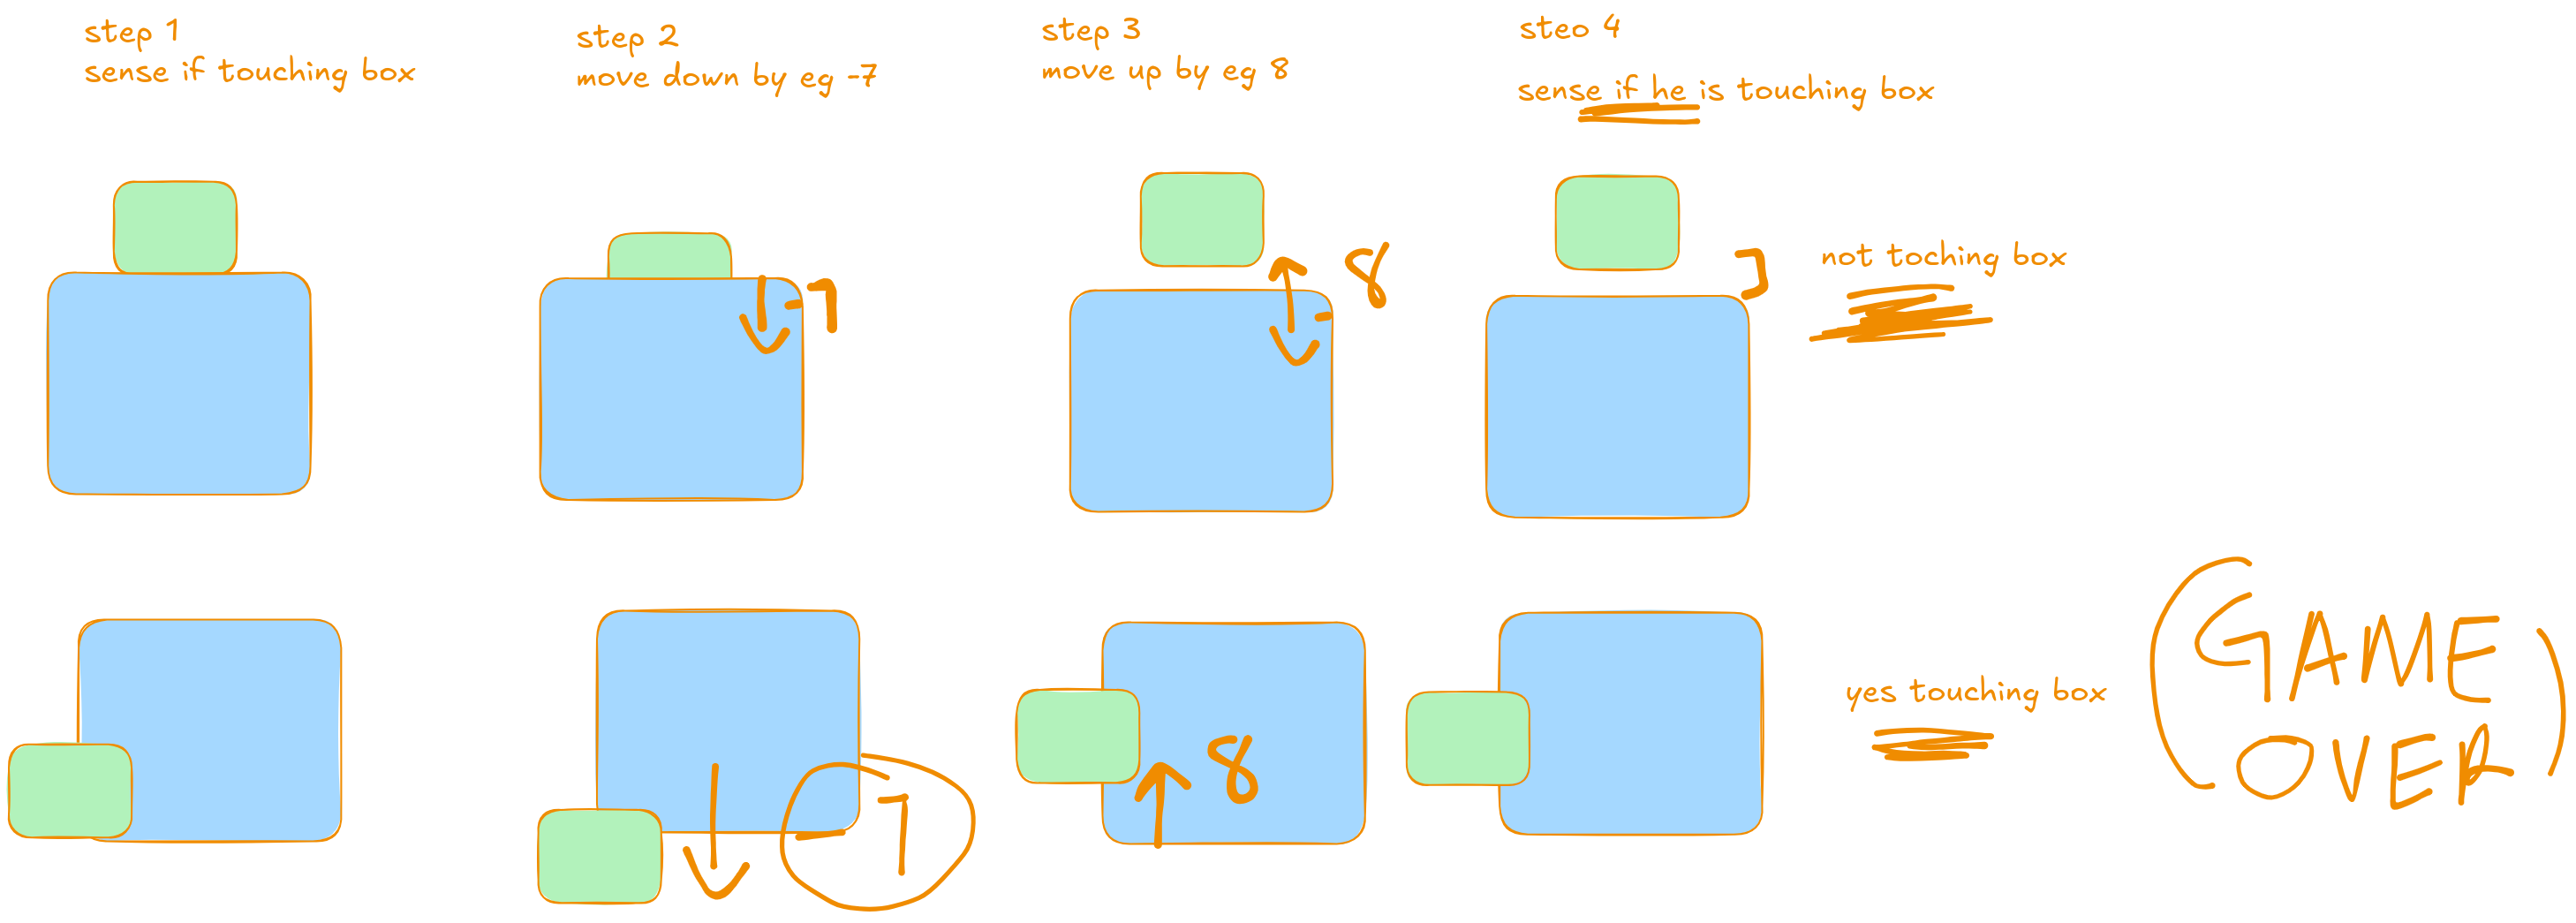 step 1
sense if touching box
step 2
move down by eg -7
step 3
move up by eg 8
steo 4
sense if he is touching box
-7
8
-
not toching box
-7
8
yes touching box
(GAME
OVER)